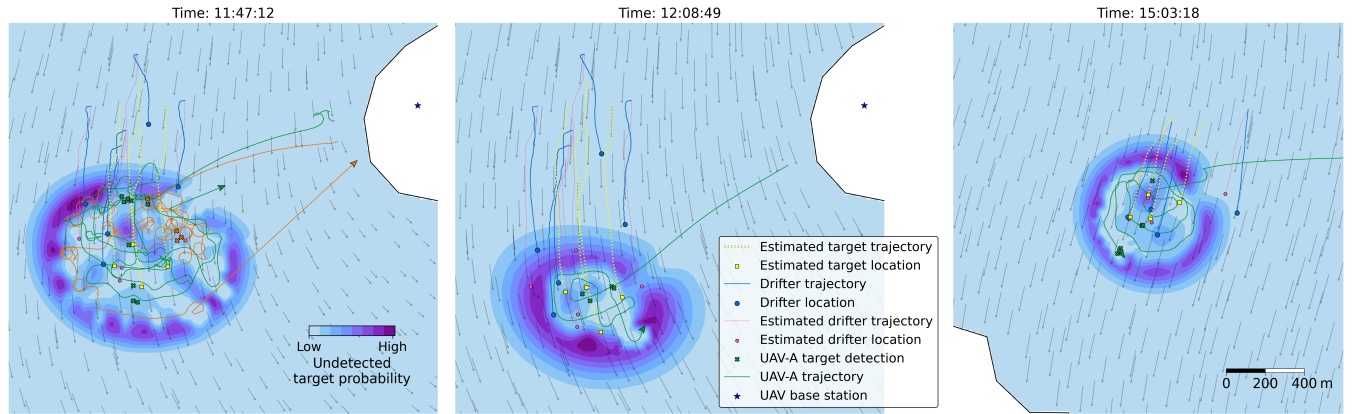 Time: 11:47:12
Time: 12:08:49
Time: 15:03:18
Low
High
Undetected
target probability
Estimated target trajectory
Estimated target location
Drifter trajectory
Drifter location
Estimated drifter trajectory
Estimated drifter location
UAV-A target detection
UAV-A trajectory
UAV base station
0 200 400 m